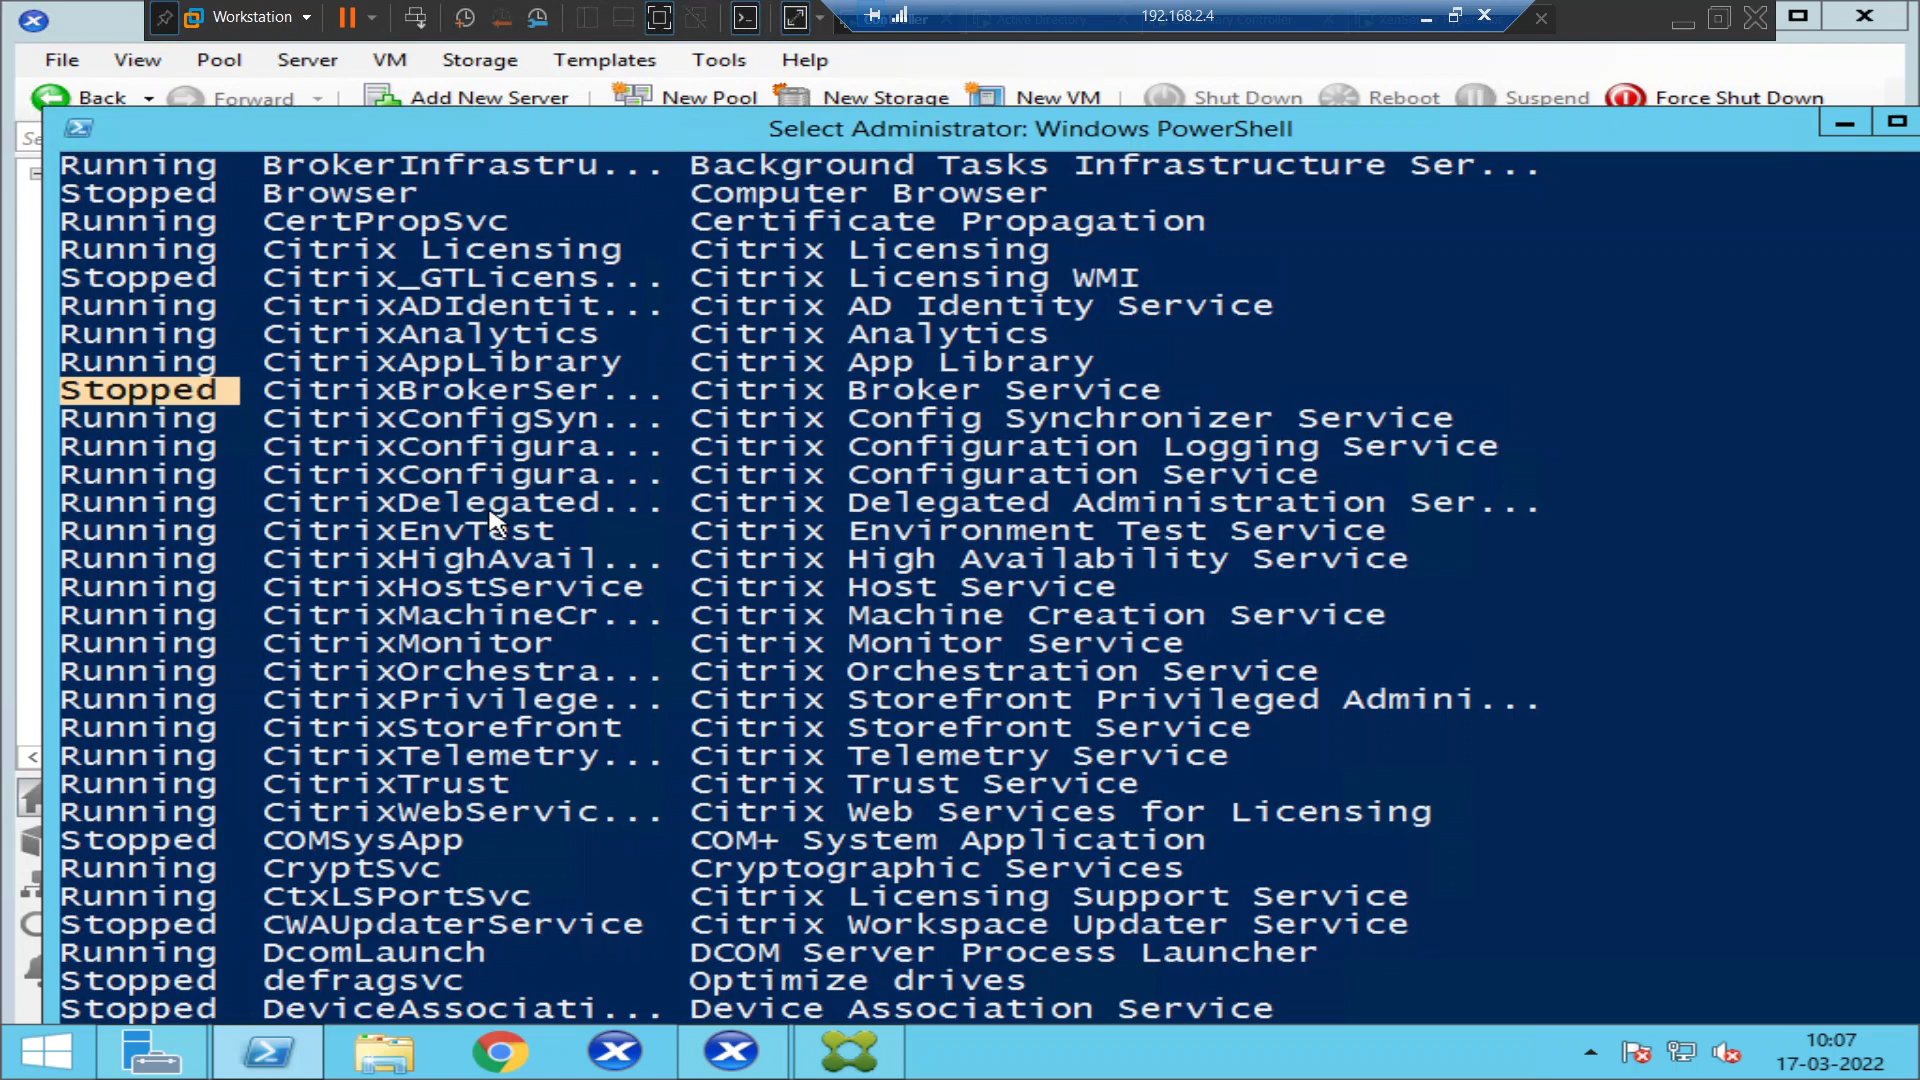 Workstation
192.168.2.4
File View Pool Server VM Storage Templates Tools Help
Back Forward Add New Server New Pool New Storage New VM Shut Down Reboot Suspend Force Shut Down
Select Administrator: Windows PowerShell
Running BrokerInfrastru... Background Tasks Infrastructure Ser...
Stopped Browser Computer Browser
Running CertPropSvc Certificate Propagation
Running Citrix Licensing Citrix Licensing
Stopped Citrix_GTLicens... Citrix Licensing WMI
Running CitrixADIdentit... Citrix AD Identity Service
Running CitrixAnalytics Citrix Analytics
Running CitrixAppLibrary Citrix App Library
Stopped CitrixBrokerSer... Citrix Broker Service
Running CitrixConfigSyn... Citrix Config Synchronizer Service
Running CitrixConfigura... Citrix Configuration Logging Service
Running CitrixConfigura... Citrix Configuration Service
Running CitrixDelegated... Citrix Delegated Administration Ser...
Running CitrixEnvTest Citrix Environment Test Service
Running CitrixHighAvail... Citrix High Availability Service
Running CitrixHostService Citrix Host Service
Running CitrixMachineCr... Citrix Machine Creation Service
Running CitrixMonitor Citrix Monitor Service
Running CitrixOrchestra... Citrix Orchestration Service
Running CitrixPrivilege... Citrix Storefront Privileged Admini...
Running CitrixStorefront Citrix Storefront Service
Running CitrixTelemetry... Citrix Telemetry Service
Running CitrixTrust Citrix Trust Service
Running CitrixWebServic... Citrix Web Services for Licensing
Stopped COMSysApp COM+ System Application
Running CryptSvc Cryptographic Services
Running CtxLSPortSvc Citrix Licensing Support Service
Stopped CWAUpdaterService Citrix Workspace Updater Service
Running DcomLaunch DCOM Server Process Launcher
Stopped defragsvc Optimize drives
Stopped DeviceAssociati... Device Association Service
10:07
17-03-2022